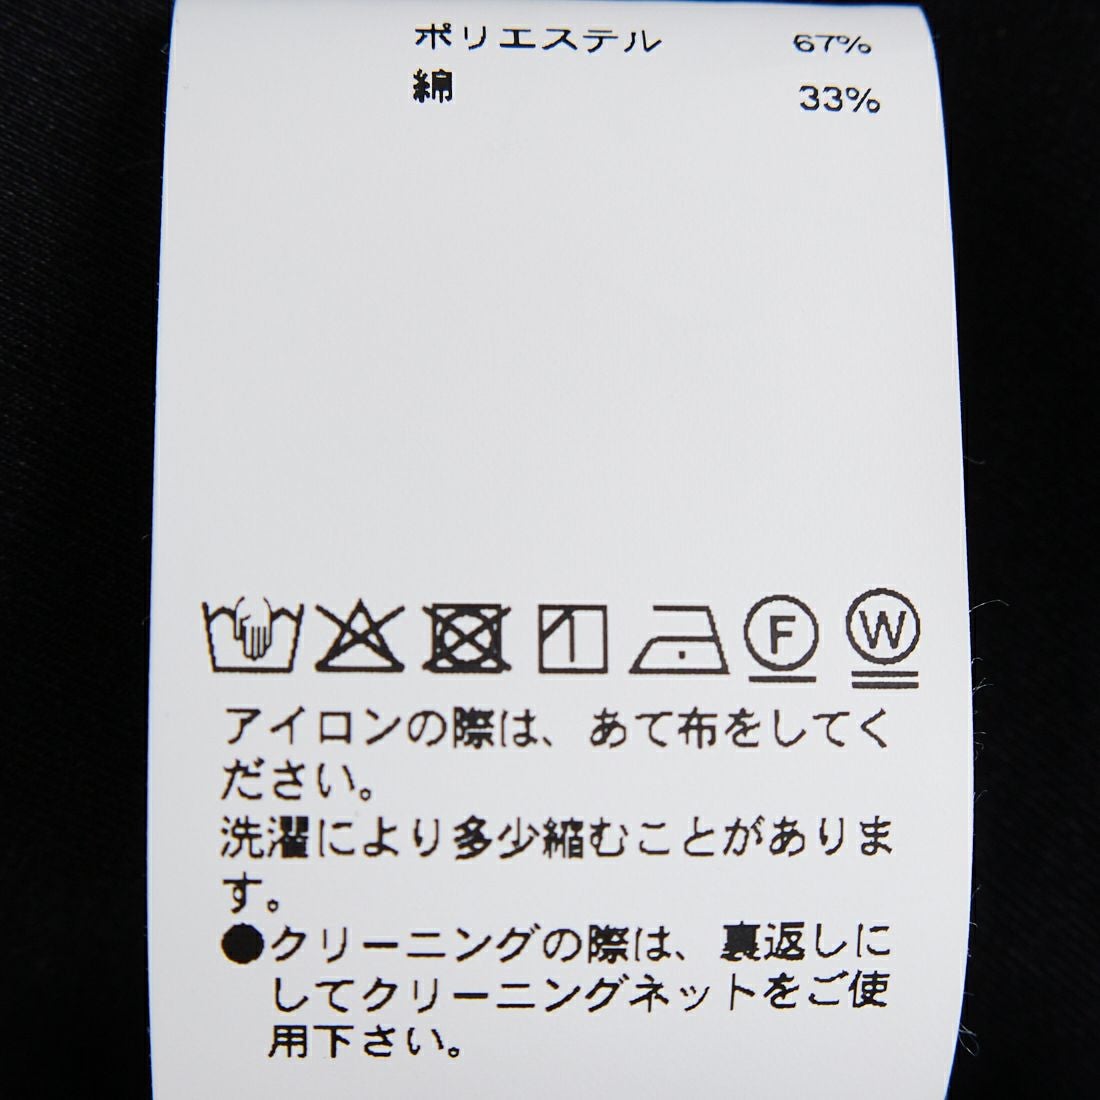 ポリエステル 67%
綿 33%
F W
アイロンの際は、あて布をしてく
ださい。
洗濯により多少縮むことがありま
す。
●クリーニングの際は、裏返しに
してクリーニングネットをご使
用下さい。